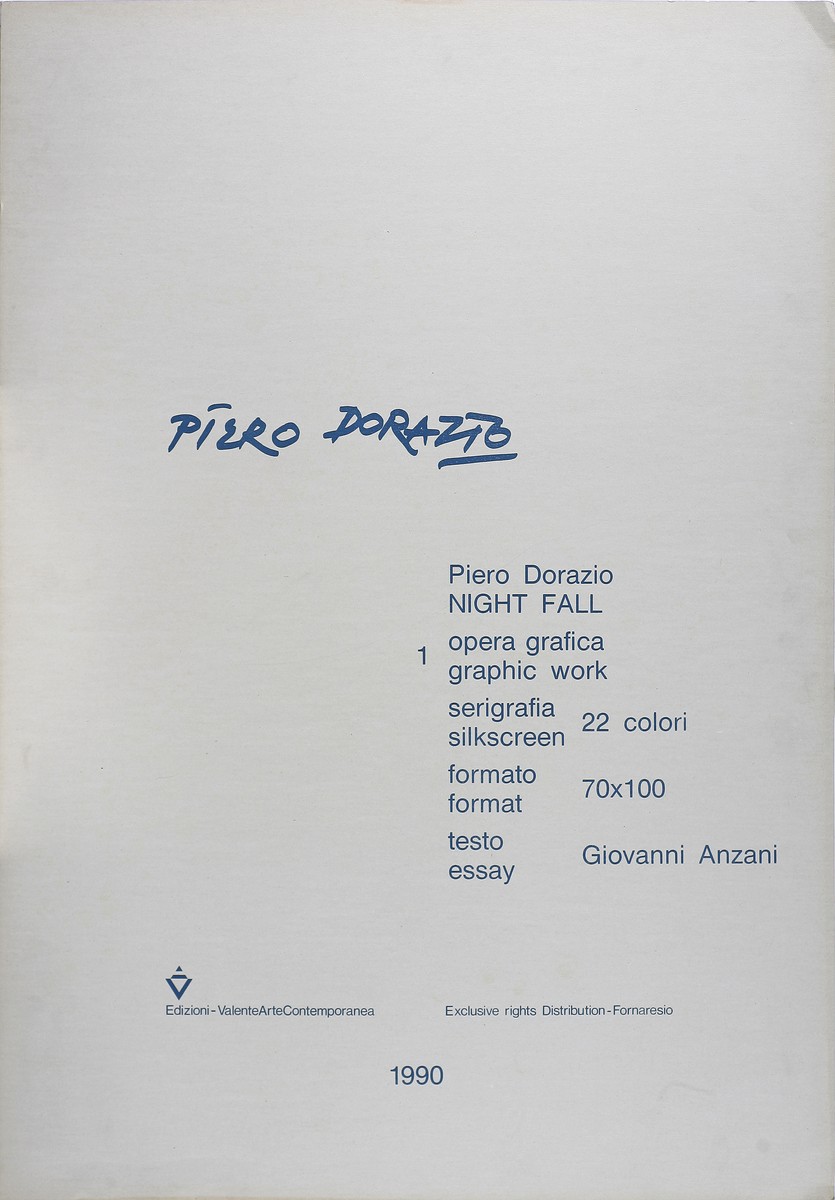 PIERO DORAZIO
Piero Dorazio
NIGHT FALL
1
opera grafica
graphic work
serigrafia
silkscreen
22 colori
formato
format
70x100
testo
essay
Giovanni Anzani
Edizioni-ValenteArteContemporanea
Exclusive rights Distribution-Fornaresio
1990